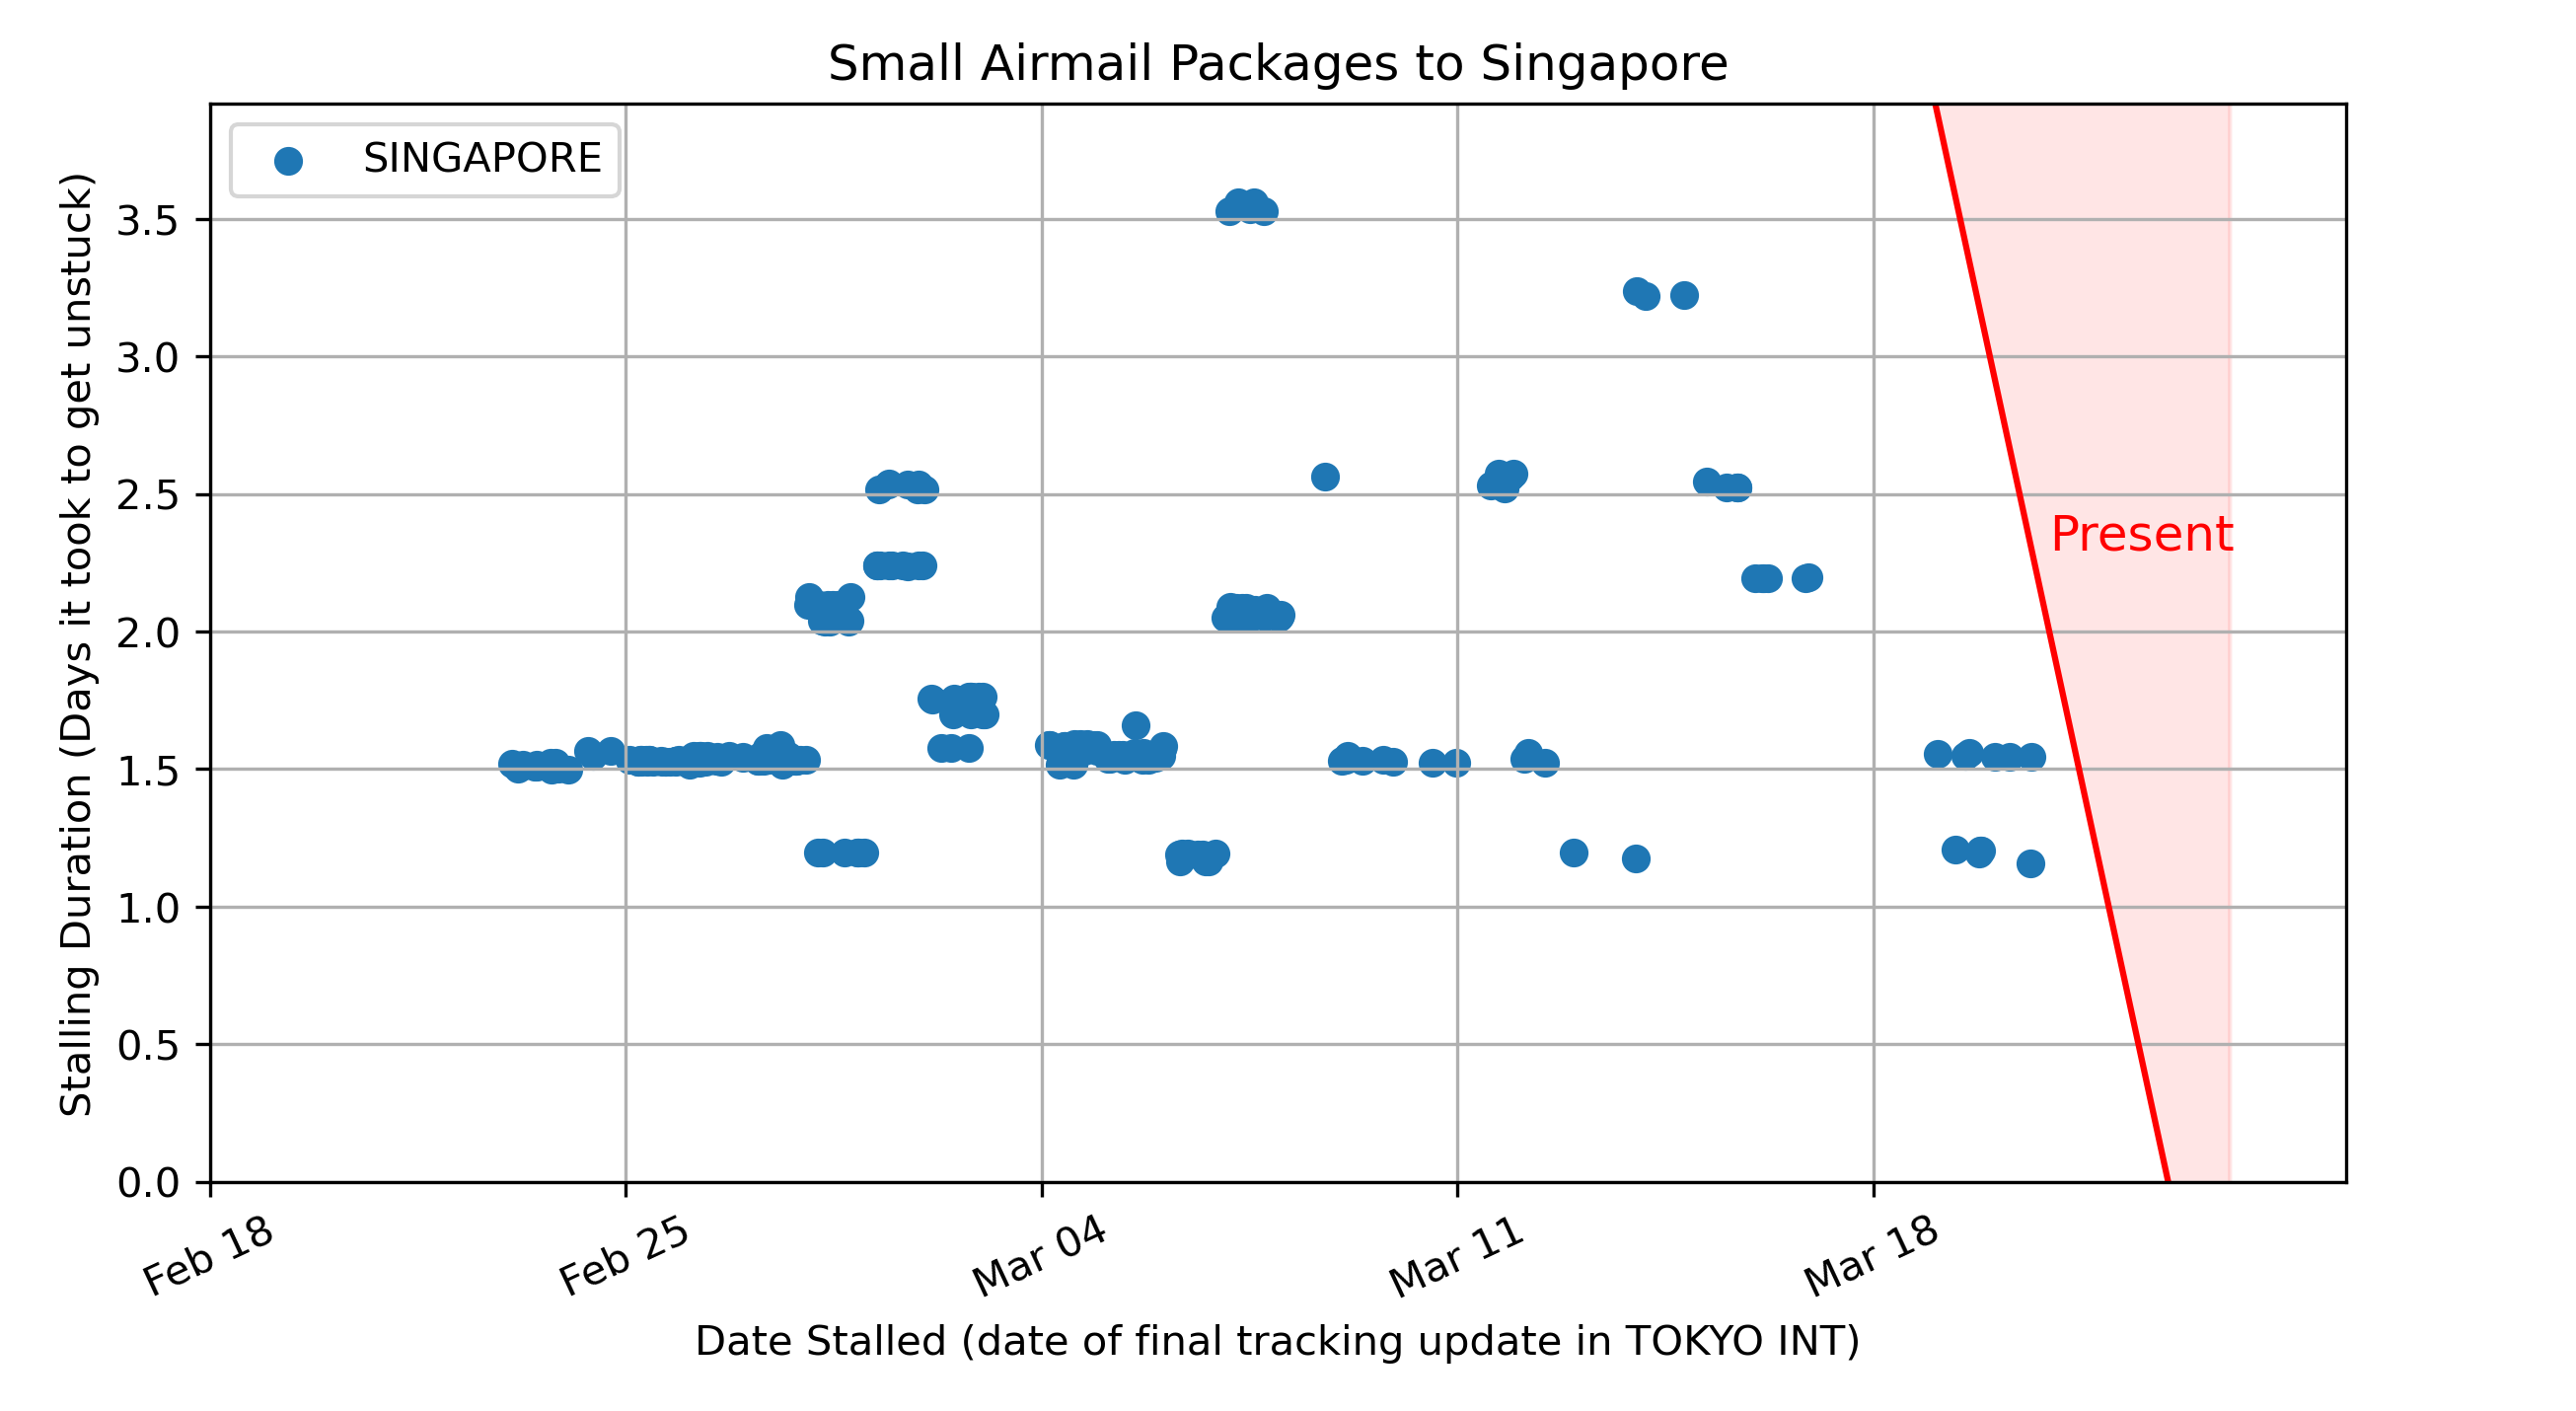 Small Airmail Packages to Singapore
SINGAPORE
Stalling Duration (Days it took to get unstuck)
3.5
3.0
2.5
2.0
1.5
1.0
0.5
0.0
Present
Feb 18
Feb 25
Mar 04
Mar 11
Mar 18
Date Stalled (date of final tracking update in TOKYO INT)